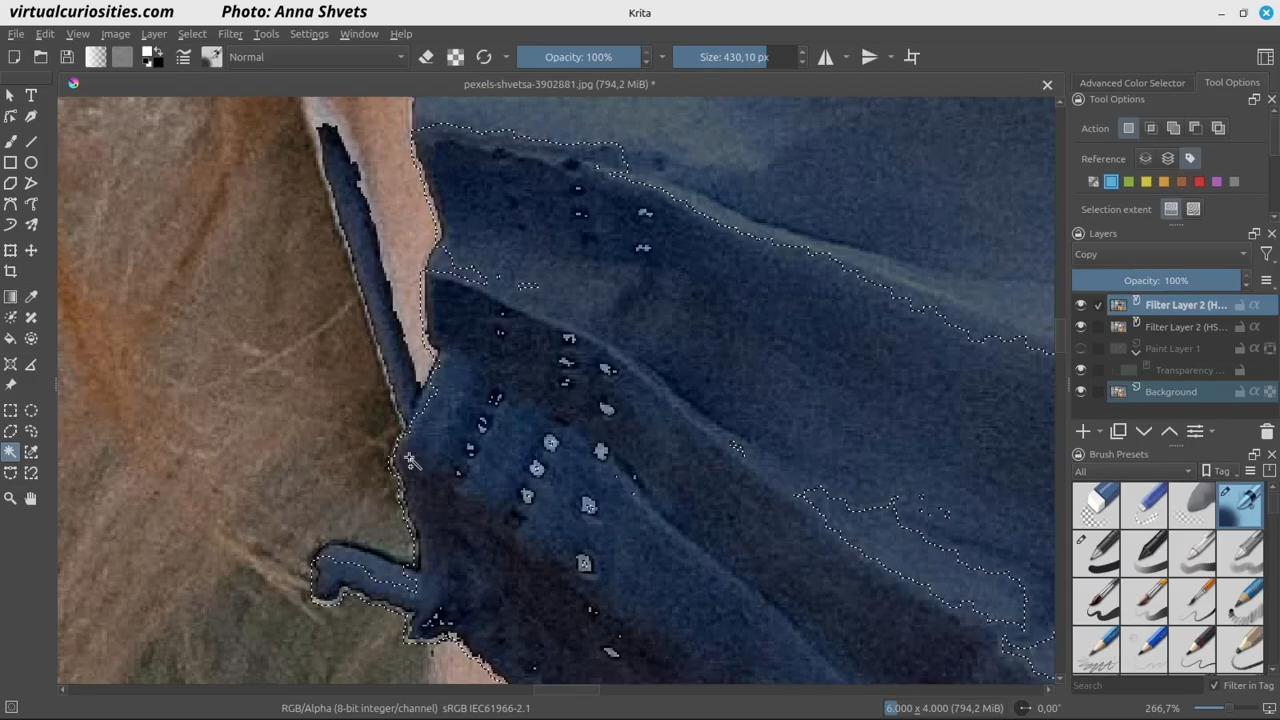 virtualcuriosities.com
Photo: Anna Shvets
Krita
File Edit View Image Layer Select Filter Tools Settings Window Help
Normal
Opacity: 100%
Size: 430,10 px
pexels-shvetsa-3902881.jpg (794,2 MiB) *
Advanced Color Selector
Tool Options
Tool Options
Action
Reference
Selection extent
Layers
Copy
Opacity: 100%
Filter Layer 2 (H...
Filter Layer 2 (HS...
Paint Layer 1
Transparency ...
Background
Brush Presets
All
Tag
Search
Filter in Tag
RGB/Alpha (8-bit integer/channel) sRGB IEC61966-2.1
6.000 x 4.000 (794,2 MiB)
0,00°
266,7%